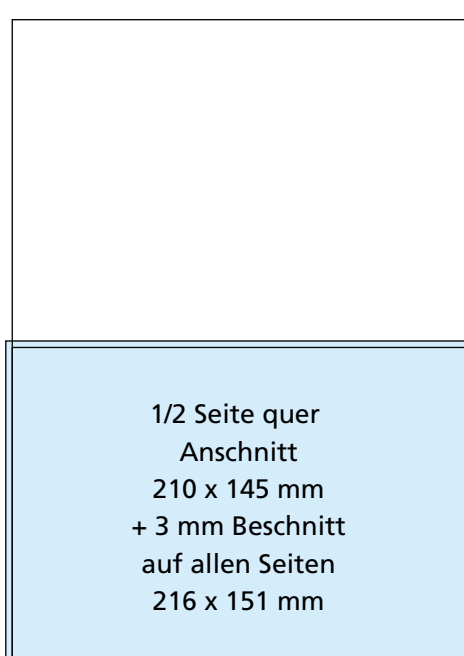 1/2 Seite quer
Anschnitt
210 x 145 mm
+ 3 mm Beschnitt
auf allen Seiten
216 x 151 mm